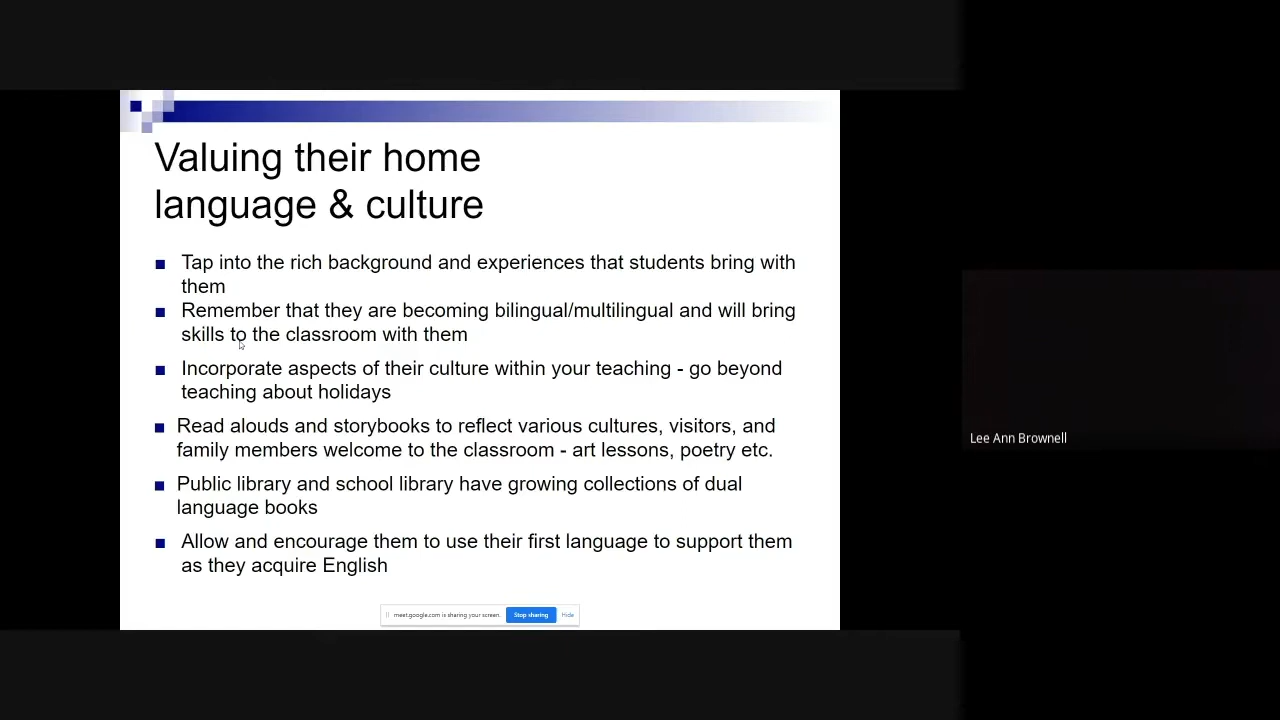 Valuing their home
language & culture
Tap into the rich background and experiences that students bring with
them
Remember that they are becoming bilingual/multilingual and will bring
skills to the classroom with them
Incorporate aspects of their culture within your teaching - go beyond
teaching about holidays
Read alouds and storybooks to reflect various cultures, visitors, and
family members welcome to the classroom - art lessons, poetry etc.
Public library and school library have growing collections of dual
language books
Allow and encourage them to use their first language to support them
as they acquire English
meet.google.com is sharing your screen. Stop sharing Hide
Lee Ann Brownell